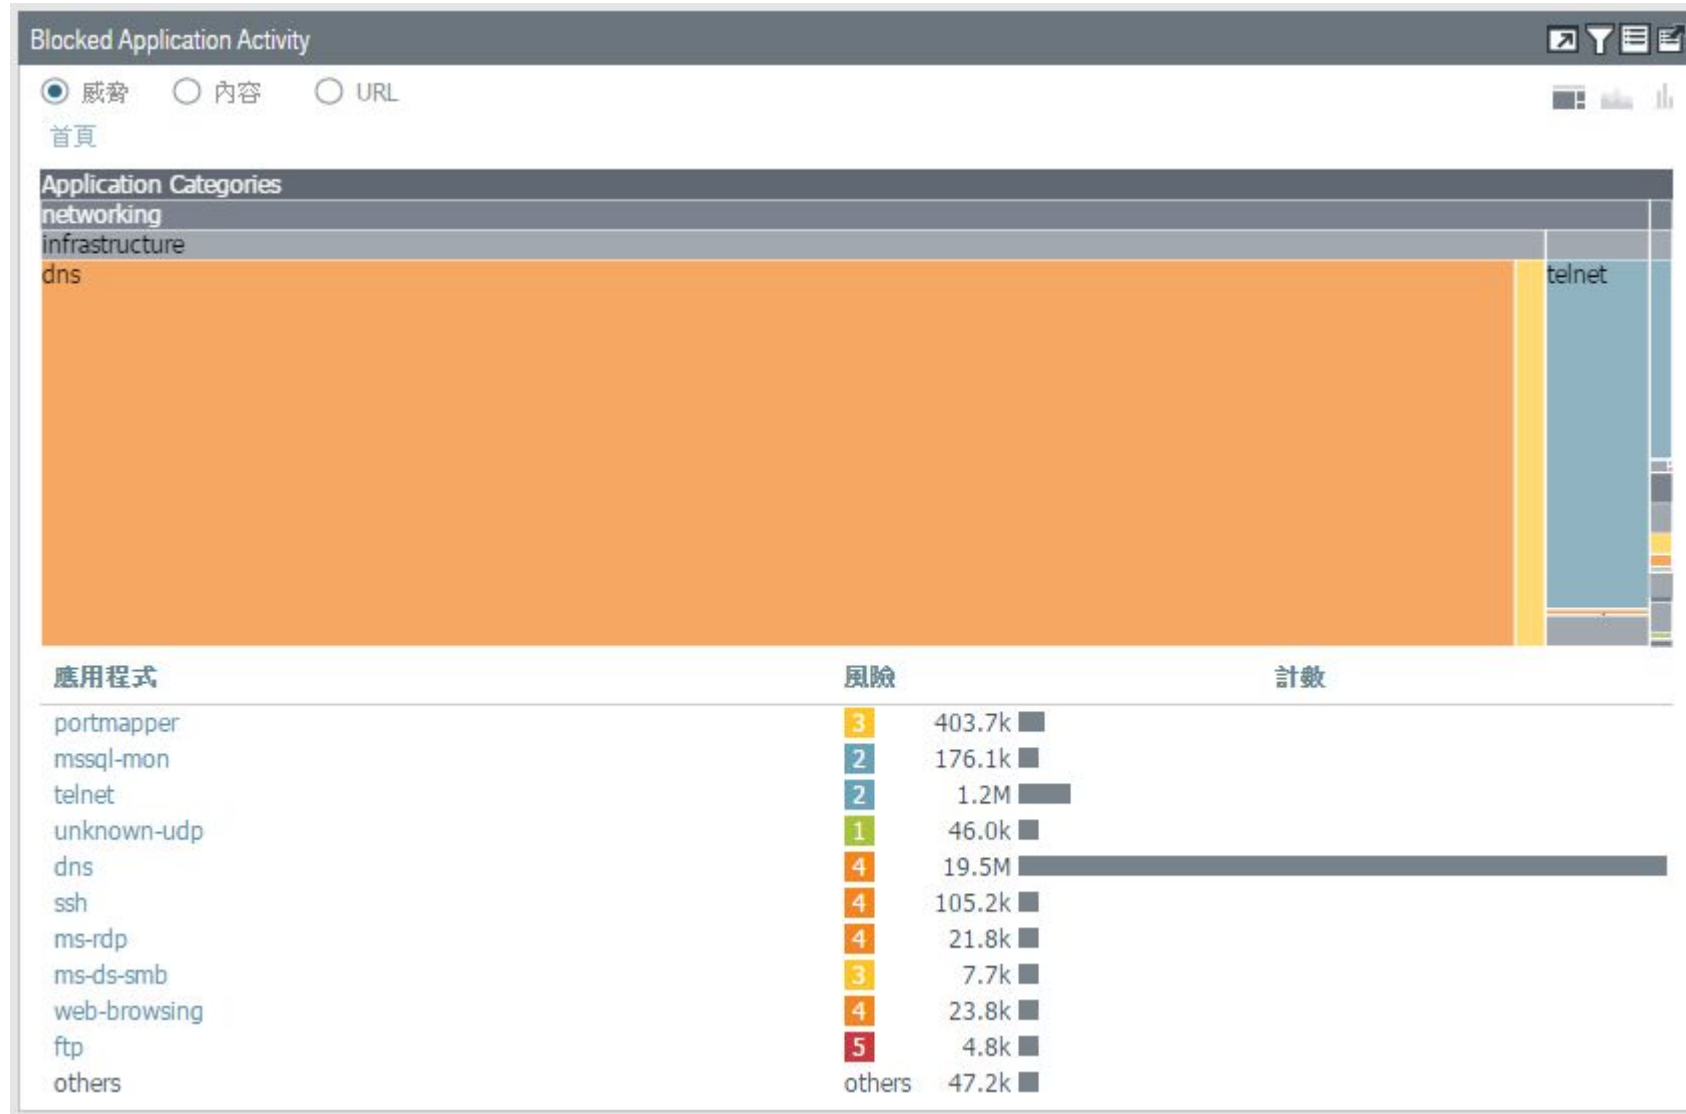 Blocked Application Activity
威脅 內容 URL
首頁
Application Categories
networking
infrastructure
dns telnet
應用程式 風險 計數
portmapper 3 403.7k
mssql-mon 2 176.1k
telnet 2 1.2M
unknown-udp 1 46.0k
dns 4 19.5M
ssh 4 105.2k
ms-rdp 4 21.8k
ms-ds-smb 3 7.7k
web-browsing 4 23.8k
ftp 5 4.8k
others others 47.2k